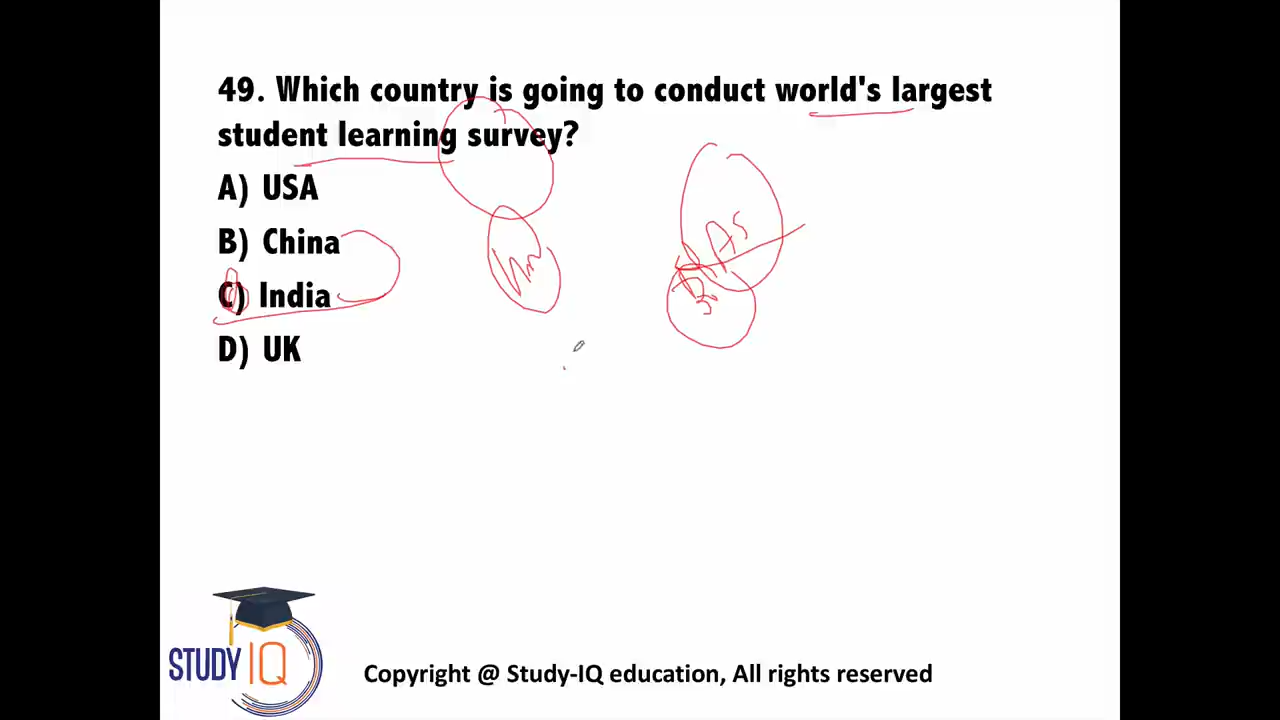 49. Which country is going to conduct world's largest
student learning survey?
A) USA
B) China
C) India
D) UK
STUDY IQ
Copyright @ Study-IQ education, All rights reserved